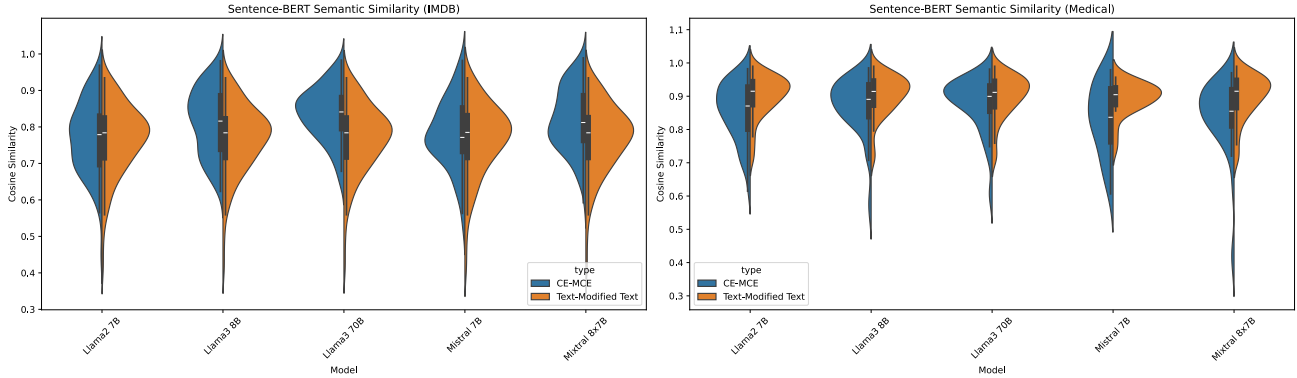 Sentence-BERT Semantic Similarity (IMDB)
Cosine Similarity
1.0
0.9
0.8
0.7
0.6
0.5
0.4
0.3
type
CE-MCE
Text-Modified Text
Llama2 7B
Llama3 8B
Llama3 70B
Mistral 7B
Mixtral 8x7B
Model
Sentence-BERT Semantic Similarity (Medical)
Cosine Similarity
1.1
1.0
0.9
0.8
0.7
0.6
0.5
0.4
0.3
type
CE-MCE
Text-Modified Text
Llama2 7B
Llama3 8B
Llama3 70B
Mistral 7B
Mixtral 8x7B
Model